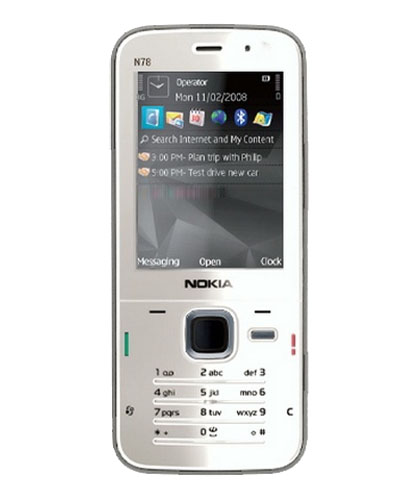 N78
Operator
3G
Mon 11/02/2008
Search Internet and My Content
3:00 PM- Plan trip with Philip
5:00 PM- Test drive new car
Messaging Open Clock
NOKIA
1 2 abc def 3
4 ghi 5 jkl mno 6
7 pqrs 8 tuv wxyz 9 C
* + 0 #